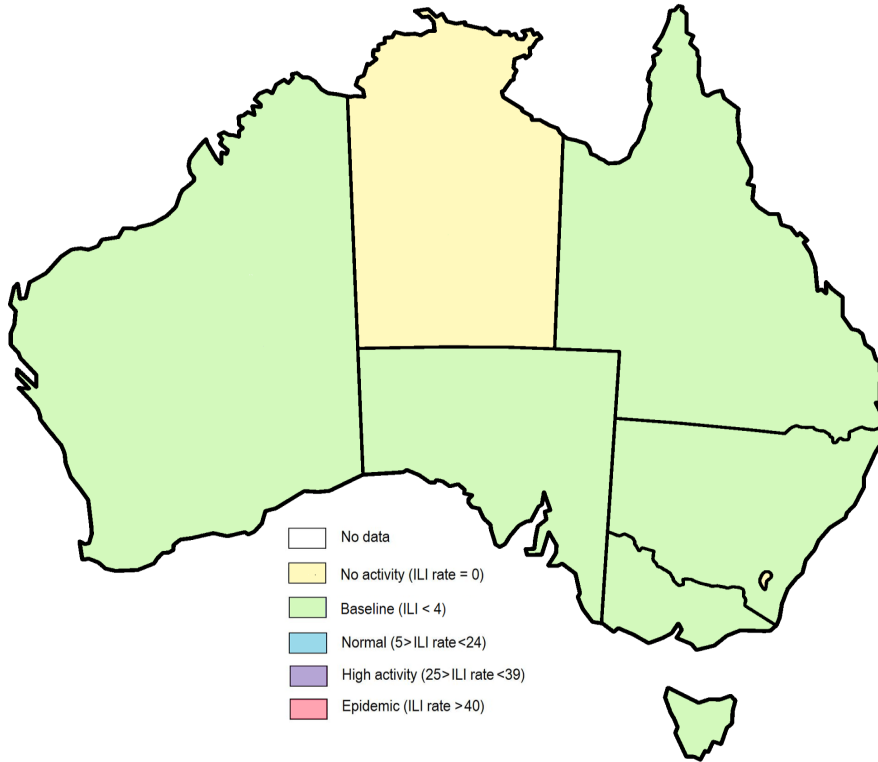 No data
No activity (ILI rate = 0)
Baseline (ILI < 4)
Normal (5>ILI rate<24)
High activity (25>ILI rate<39)
Epidemic (ILI rate >40)